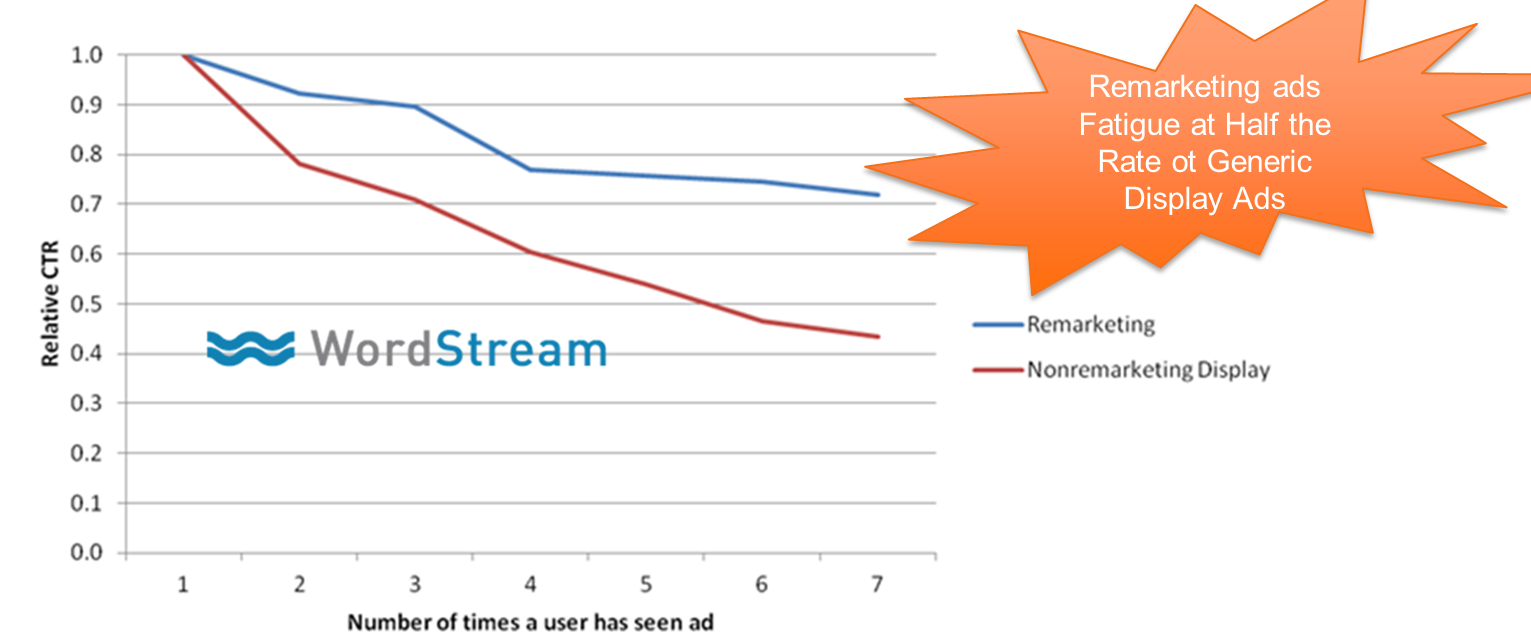 Remarketing ads
Fatigue at Half the
Rate ot Generic
Display Ads
1.0
0.9
0.8
0.7
0.6
0.5
0.4
0.3
0.2
0.1
0.0
Relative CTR
WordStream
Remarketing
Nonremarketing Display
1 2 3 4 5 6 7
Number of times a user has seen ad